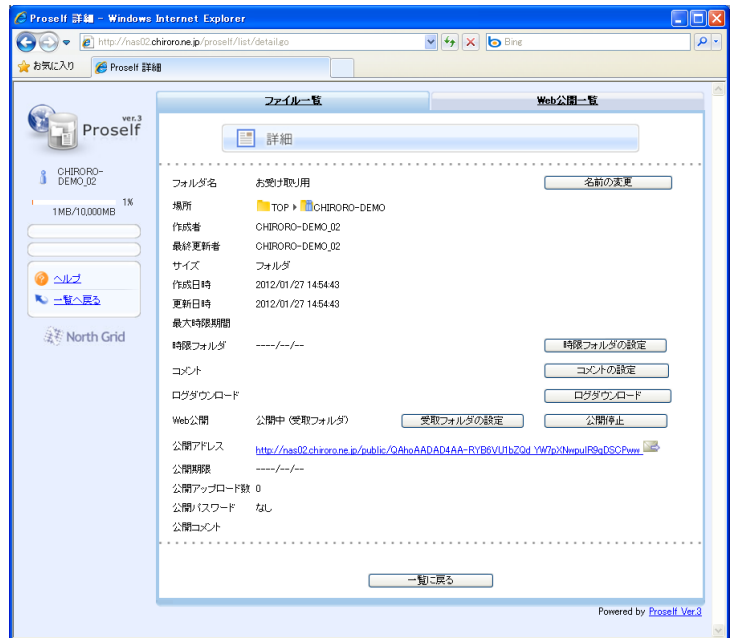 Proself 詳細 - Windows Internet Explorer
http://nas02.chiroro.ne.jp/proself/list/detail.go
Bing
お気に入り
Proself 詳細
ver.3
Proself
CHIRORO-
DEMO_02
1%
1MB/10,000MB
ヘルプ
一覧へ戻る
North Grid
ファイル一覧
Web公開一覧
詳細
フォルダ名 お受け取り用 名前の変更
場所 TOP CHIRORO-DEMO
作成者 CHIRORO-DEMO_02
最終更新者 CHIRORO-DEMO_02
サイズ フォルダ
作成日時 2012/01/27 14:54:43
更新日時 2012/01/27 14:54:43
最大時限期間
時限フォルダ ----/--/-- 時限フォルダの設定
コメント コメントの設定
ログダウンロード ログダウンロード
Web公開 公開中 (受取フォルダ) 受取フォルダの設定 公開停止
公開アドレス http://nas02.chiroro.ne.jp/public/QAhoAADAD4AA-RYB6VU1bZQd_YW7pXNwpuIR9qDSCPww
公開期限 ----/--/--
公開アップロード数 0
公開パスワード なし
公開コメント
一覧に戻る
Powered by Proself Ver.3